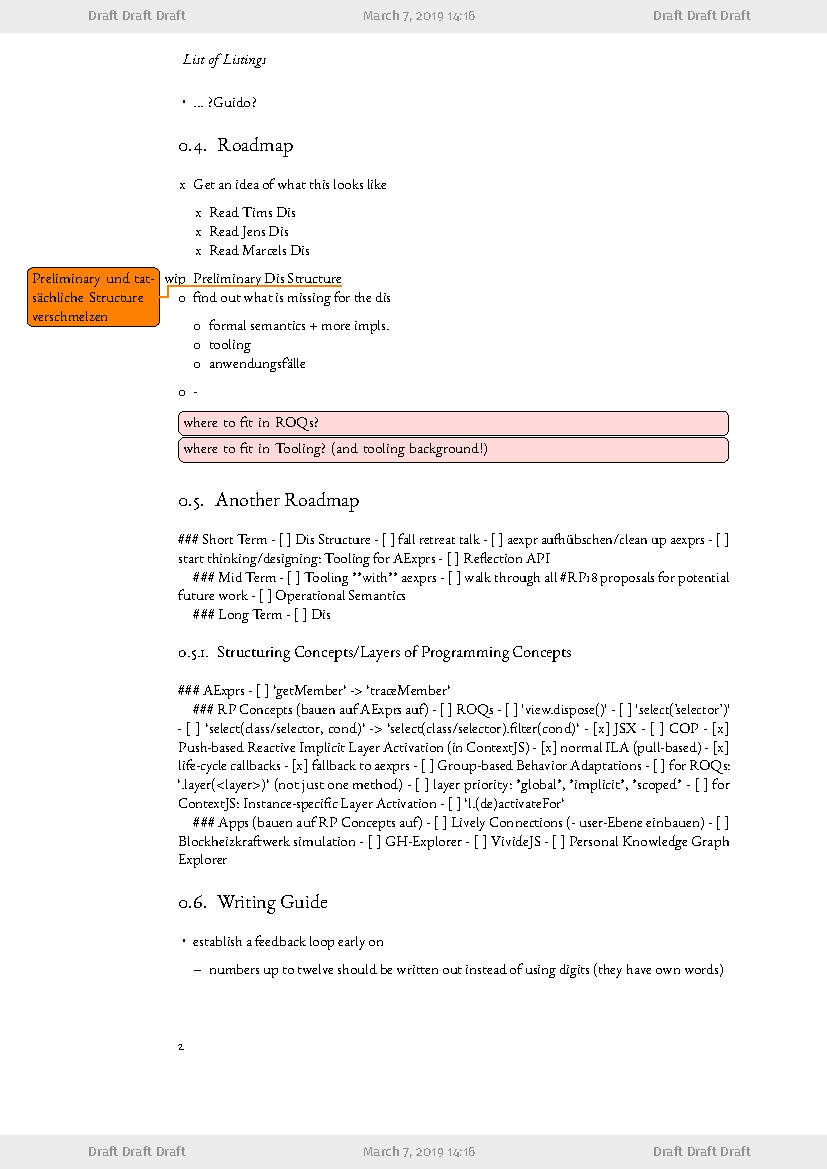 Draft Draft Draft March 7, 2019 14:16 Draft Draft Draft
List of Listings
• ... ?Guido?
0.4. Roadmap
x Get an idea of what this looks like
x Read Tims Dis
x Read Jens Dis
x Read Marcels Dis
Preliminary und tat-
sächliche Structure
verschmelzen
wip Preliminary Dis Structure
o find out what is missing for the dis
o formal semantics + more impls.
o tooling
o anwendungsfälle
o -
where to fit in ROQs?
where to fit in Tooling? (and tooling background!)
0.5. Another Roadmap
### Short Term - [ ] Dis Structure - [ ] fall retreat talk - [ ] aexpr aufhübschen/clean up aexprs - [ ]
start thinking/designing: Tooling for AExprs - [ ] Reflection API
### Mid Term - [ ] Tooling **with** aexprs - [ ] walk through all #RP18 proposals for potential
future work - [ ] Operational Semantics
### Long Term - [ ] Dis
0.5.1. Structuring Concepts/Layers of Programming Concepts
### AExprs - [ ] ‘getMember‘ -> ‘traceMember‘
### RP Concepts (bauen auf AExprs auf) - [ ] ROQs - [ ] ‘view.dispose()‘ - [ ] ‘select(’selector’)‘
- [ ] ‘select(class/selector, cond)‘ -> ‘select(class/selector).filter(cond)‘ - [x] JSX - [ ] COP - [x]
Push-based Reactive Implicit Layer Activation (in ContextJS) - [x] normal ILA (pull-based) - [x]
life-cycle callbacks - [x] fallback to aexprs - [ ] Group-based Behavior Adaptations - [ ] for ROQs:
‘.layer(<layer>)‘ (not just one method) - [ ] layer priority: *global*, *implicit*, *scoped* - [ ] for
ContextJS: Instance-specific Layer Activation - [ ] ‘l.(de)activateFor‘
### Apps (bauen auf RP Concepts auf) - [ ] Lively Connections (- user-Ebene einbauen) - [ ]
Blockheizkraftwerk simulation - [ ] GH-Explorer - [ ] VivideJS - [ ] Personal Knowledge Graph
Explorer
0.6. Writing Guide
• establish a feedback loop early on
– numbers up to twelve should be written out instead of using digits (they have own words)
2
Draft Draft Draft March 7, 2019 14:16 Draft Draft Draft